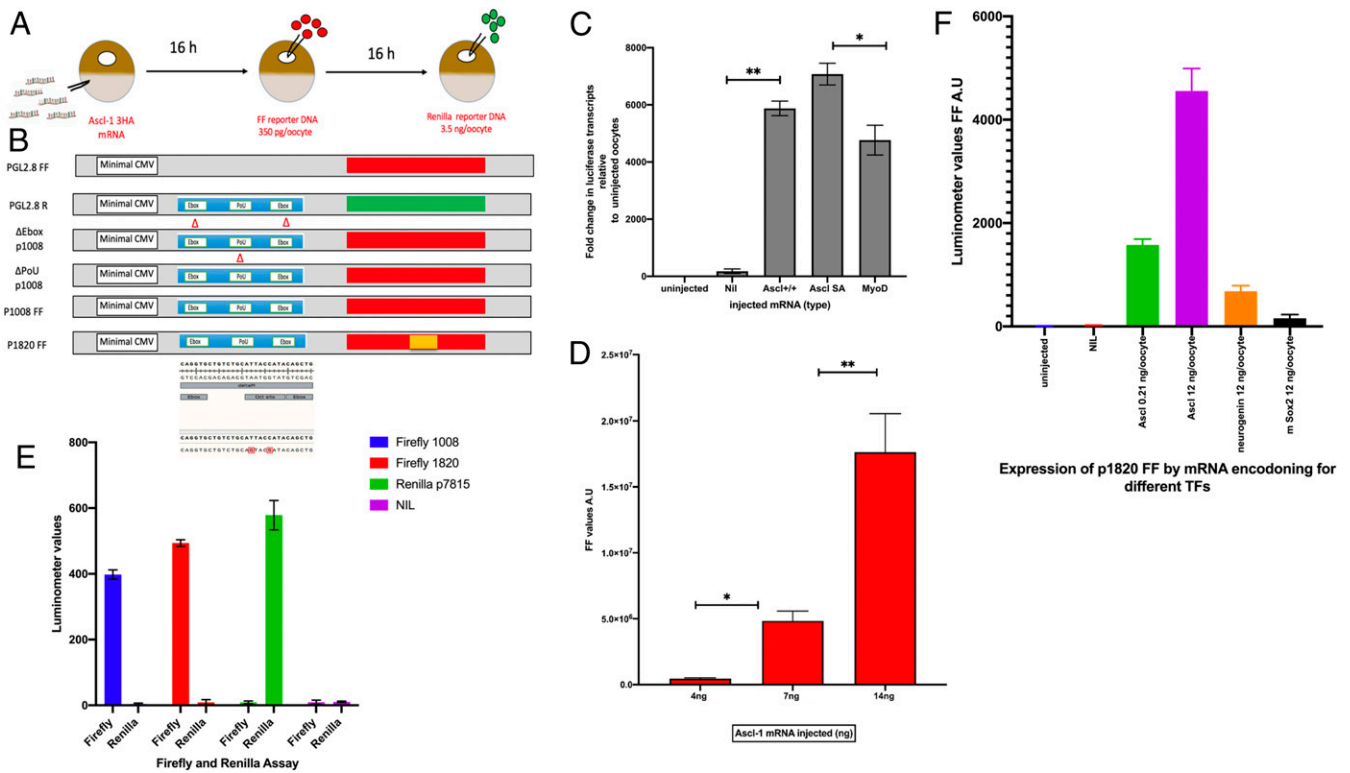 A
16 h
16 h
Ascl-1 3HA
mRNA
FF reporter DNA
350 pg/oocyte
Renilla reporter DNA
3.5 ng/oocyte
B
PGL2.8 FF
Minimal CMV
PGL2.8 R
Minimal CMV
Ebox
PoU
Ebox
ΔEbox
p1008
Minimal CMV
Ebox
PoU
Ebox
ΔPoU
p1008
Minimal CMV
Ebox
PoU
Ebox
P1008 FF
Minimal CMV
Ebox
PoU
Ebox
P1820 FF
Minimal CMV
Ebox
PoU
Ebox
CAGGTGCTGTCTGCATTACCATACAGCTG
GTCCACGACAGACGTAATGGTATGTCGAC
Ebox
Oct site
Ebox
CAGGTGCTGTCTGCATTACCATACAGCTG
C
Fold change in luciferase transcripts
relative
to uninjected oocytes
8000
6000
4000
2000
0
**
*
uninjected
Nil
Ascl+/+
Ascl SA
MyoD
injected mRNA (type)
D
FF values A.U
2.5×10⁷
2.0×10⁷
1.5×10⁷
1.0×10⁷
5.0×10⁶
0.0
*
**
4ng
7ng
14ng
Ascl-1 mRNA injected (ng)
E
Luminometer values
800
600
400
200
0
Firefly
Renilla
Firefly
Renilla
Firefly
Renilla
Firefly
Renilla
Firefly and Renilla Assay
Firefly 1008
Firefly 1820
Renilla p7815
NIL
F
Luminometer values FF A.U
6000
4000
2000
0
uninjected
NIL
Ascl 0.21 ng/oocyte
Ascl 12 ng/oocyte
neurogenin 12 ng/oocyte
m Sox2 12 ng/oocyte
Expression of p1820 FF by mRNA encodoning for
different TFs